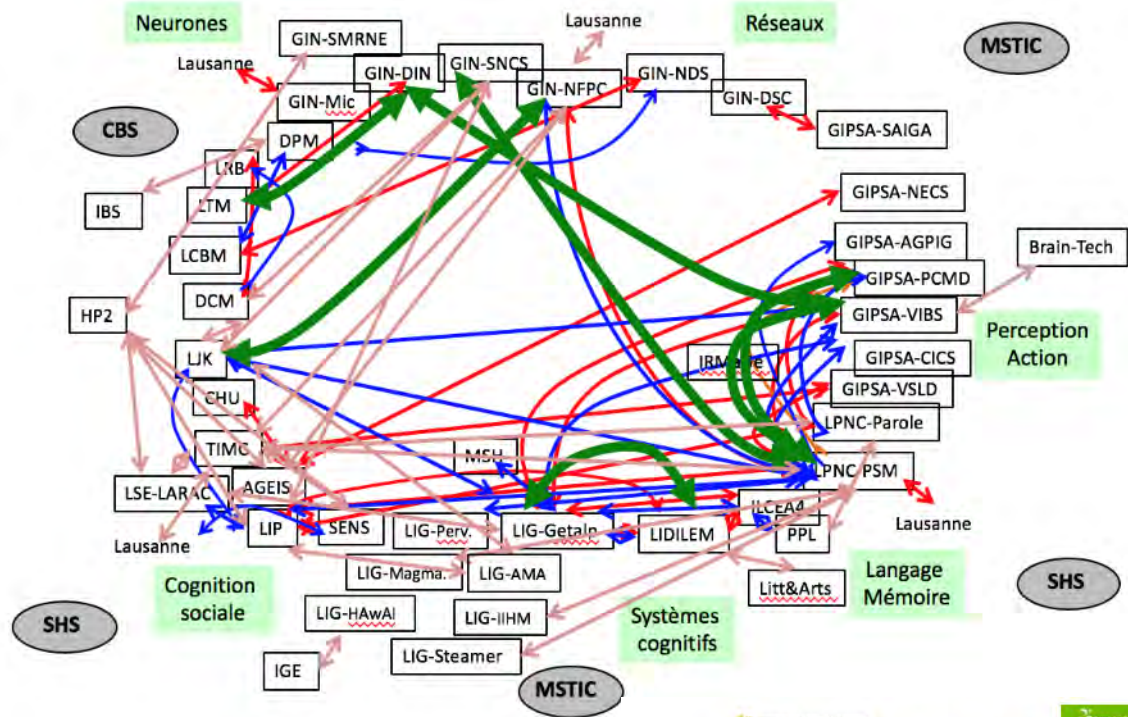 Neurones
Lausanne
Réseaux
MSTIC
GIN-SMRNE
Lausanne
GIN-DIN
GIN-SNCS
GIN-NFPC
GIN-NDS
GIN-Mic
GIN-DSC
GIPSA-SAIGA
CBS
DPM
LRB
LTM
IBS
GIPSA-NECS
LCBM
GIPSA-AGPIG
Brain-Tech
GIPSA-PCMD
DCM
HP2
GIPSA-VIBS
Perception
Action
LJK
GIPSA-CICS
CHU
GIPSA-VSLD
LPNC-Parole
TIMC
MSH
LPNC-PSM
AGEIS
LSE-LARAC
ILCEA4
Lausanne
LIP
SENS
LIG-Perv.
LIG-GetaIn
LIDILEM
PPL
Lausanne
Cognition
sociale
LIG-Magma.
LIG-AMA
Litt&Arts
Langage
Mémoire
SHS
LIG-HAwAI
LIG-IIHM
Systèmes
cognitifs
SHS
LIG-Steamer
IGE
MSTIC